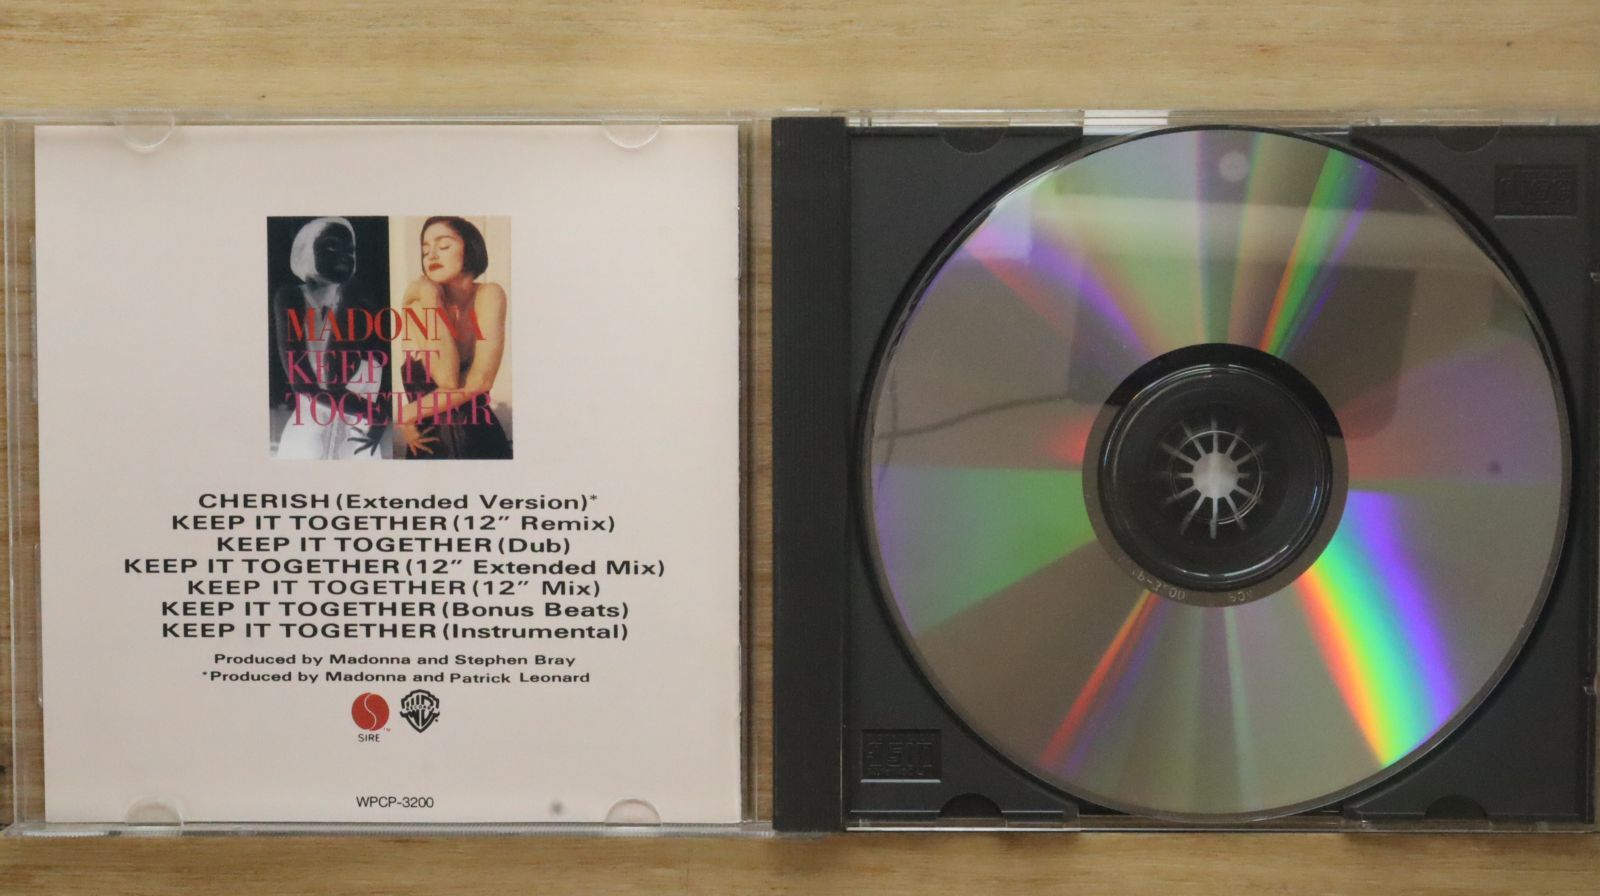 MADONNA
KEEP IT
TOGETHER
CHERISH (Extended Version)*
KEEP IT TOGETHER (12″ Remix)
KEEP IT TOGETHER (Dub)
KEEP IT TOGETHER (12″ Extended Mix)
KEEP IT TOGETHER (12″ Mix)
KEEP IT TOGETHER (Bonus Beats)
KEEP IT TOGETHER (Instrumental)
Produced by Madonna and Stephen Bray
*Produced by Madonna and Patrick Leonard
SIRE
WPCP-3200